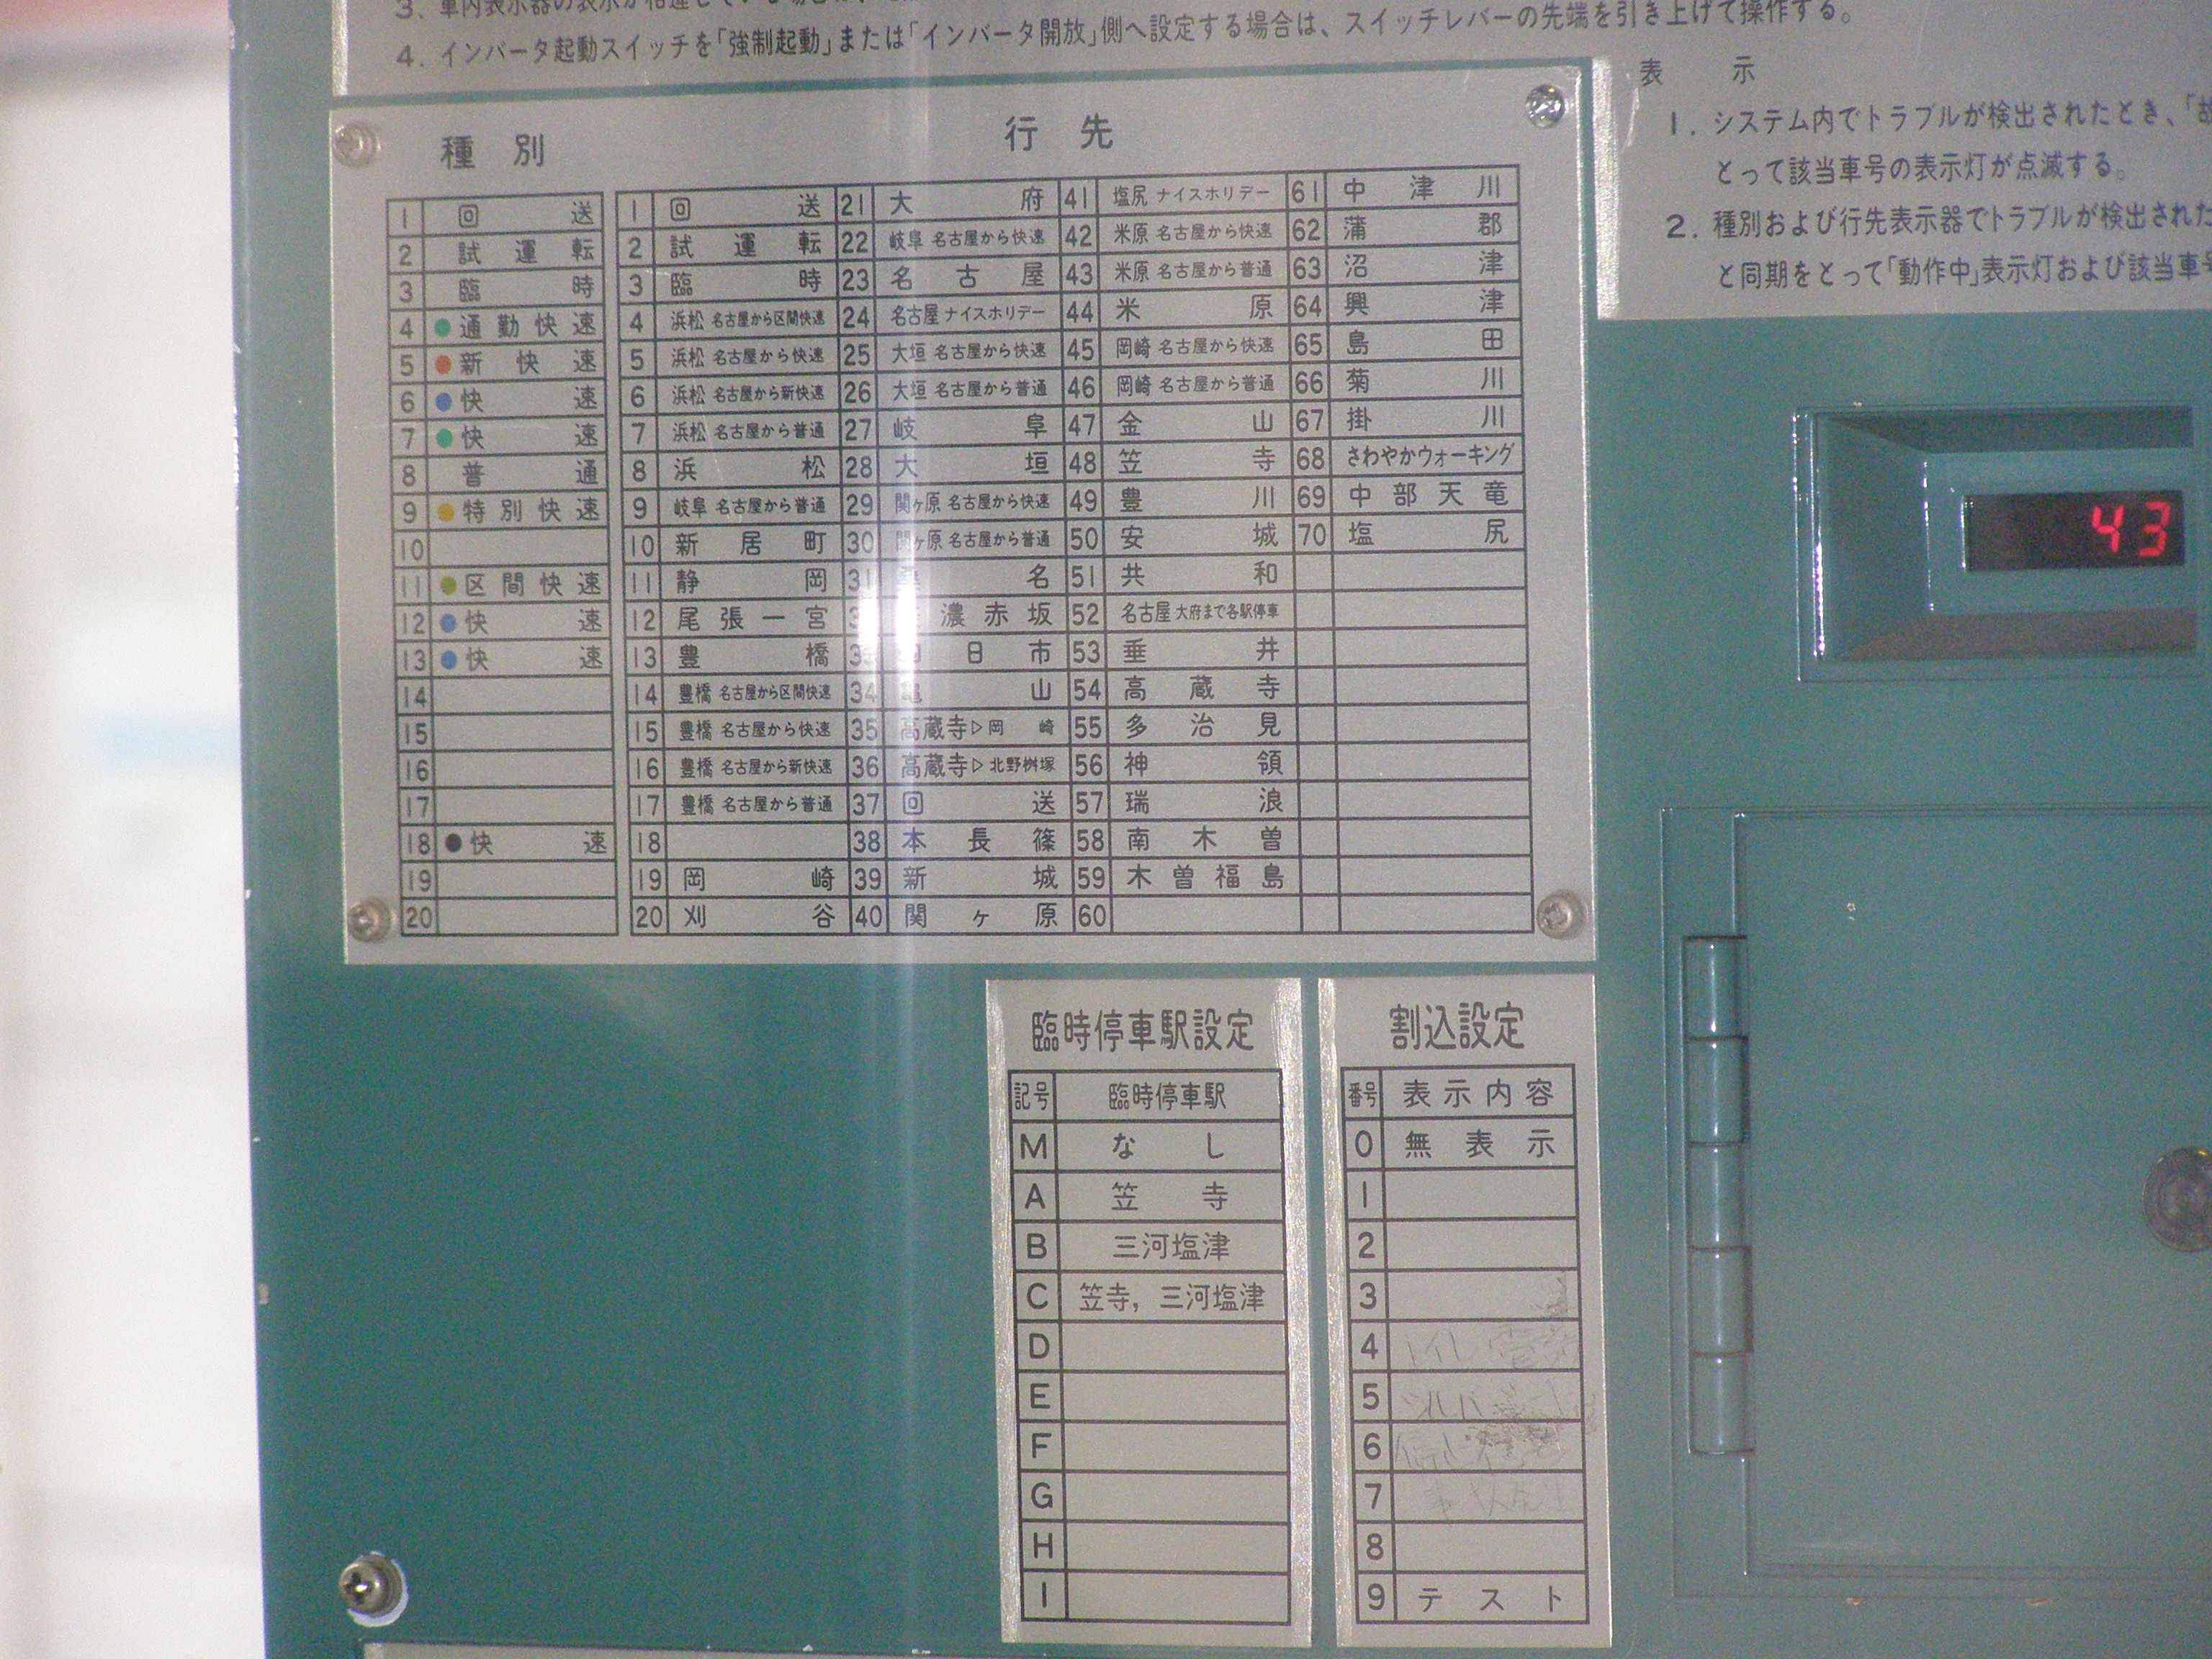 4. インバータ起動スイッチを「強制起動」または「インバータ開放」側へ設定する場合は、スイッチレバーの先端を引き上げて操作する。
表 示
1. システム内でトラブルが検出されたとき、「故
とって該当車号の表示灯が点滅する。
2. 種別および行先表示器でトラブルが検出された
と同期をとって「動作中」表示灯および該当車号
43
種 別
1 回 送
2 試 運 転
3 臨 時
4 ●通勤快速
5 ●新 快 速
6 ●快 速
7 ●快 速
8 普 通
9 ●特別快速
10
11 ●区間快速
12 ●快 速
13 ●快 速
14
15
16
17
18 ●快 速
19
20
行 先
1 回 送 21 大 府 41 塩尻 ナイスホリデー 61 中 津 川
2 試 運 転 22 岐阜 名古屋から快速 42 米原 名古屋から快速 62 蒲 郡
3 臨 時 23 名 古 屋 43 米原 名古屋から普通 63 沼 津
4 浜松 名古屋から区間快速 24 名古屋 ナイスホリデー 44 米 原 64 興 津
5 浜松 名古屋から快速 25 大垣 名古屋から快速 45 岡崎 名古屋から快速 65 島 田
6 浜松 名古屋から新快速 26 大垣 名古屋から普通 46 岡崎 名古屋から普通 66 菊 川
7 浜松 名古屋から普通 27 岐 阜 47 金 山 67 掛 川
8 浜 松 28 大 垣 48 笠 寺 68 さわやかウォーキング
9 岐阜 名古屋から普通 29 関ヶ原 名古屋から快速 49 豊 川 69 中 部 天 竜
10 新 居 町 30 関ヶ原 名古屋から普通 50 安 城 70 塩 尻
11 静 岡 31 名 51 共 和
12 尾 張 一 宮 濃 赤 坂 52 名古屋 大府まで各駅停車
13 豊 橋 33 日 市 53 垂 井
14 豊橋 名古屋から区間快速 34 亀 山 54 高 蔵 寺
15 豊橋 名古屋から快速 35 高蔵寺▷岡 崎 55 多 治 見
16 豊橋 名古屋から新快速 36 高蔵寺▷北野桝塚 56 神 領
17 豊橋 名古屋から普通 37 回 送 57 瑞 浪
18 38 本 長 篠 58 南 木 曽
19 岡 崎 39 新 城 59 木 曽 福 島
20 刈 谷 40 関 ヶ 原 60
臨時停車駅設定
記号 臨時停車駅
M な し
A 笠 寺
B 三河塩津
C 笠寺, 三河塩津
D
E
F
G
H
I
割込設定
番号 表示内容
0 無 表 示
1
2
3
4
5
6
7
8
9 テ ス ト